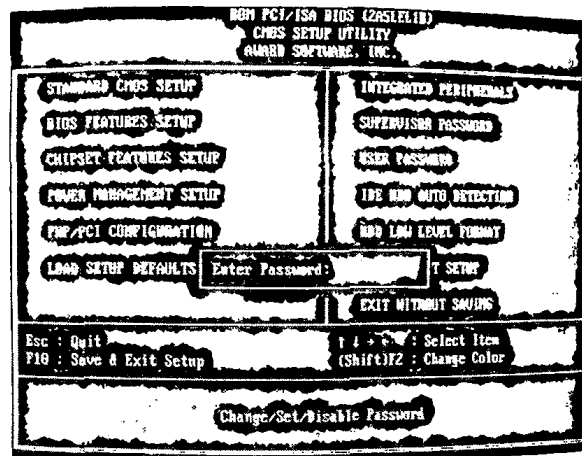 ROM PCI/ISA BIOS (2A5LEL1B)
CMOS SETUP UTILITY
AWARD SOFTWARE, INC.
STANDARD CMOS SETUP
BIOS FEATURES SETUP
CHIPSET FEATURES SETUP
POWER MANAGEMENT SETUP
PNP/PCI CONFIGURATION
LOAD SETUP DEFAULTS
INTEGRATED PERIPHERALS
SUPERVISOR PASSWORD
USER PASSWORD
IDE HDD AUTO DETECTION
HDD LOW LEVEL FORMAT
T SETUP
EXIT WITHOUT SAVING
Enter Password:
Esc : Quit
F10 : Save & Exit Setup
↑ ↓ → ← : Select Item
(Shift)F2 : Change Color
Change/Set/Disable Password